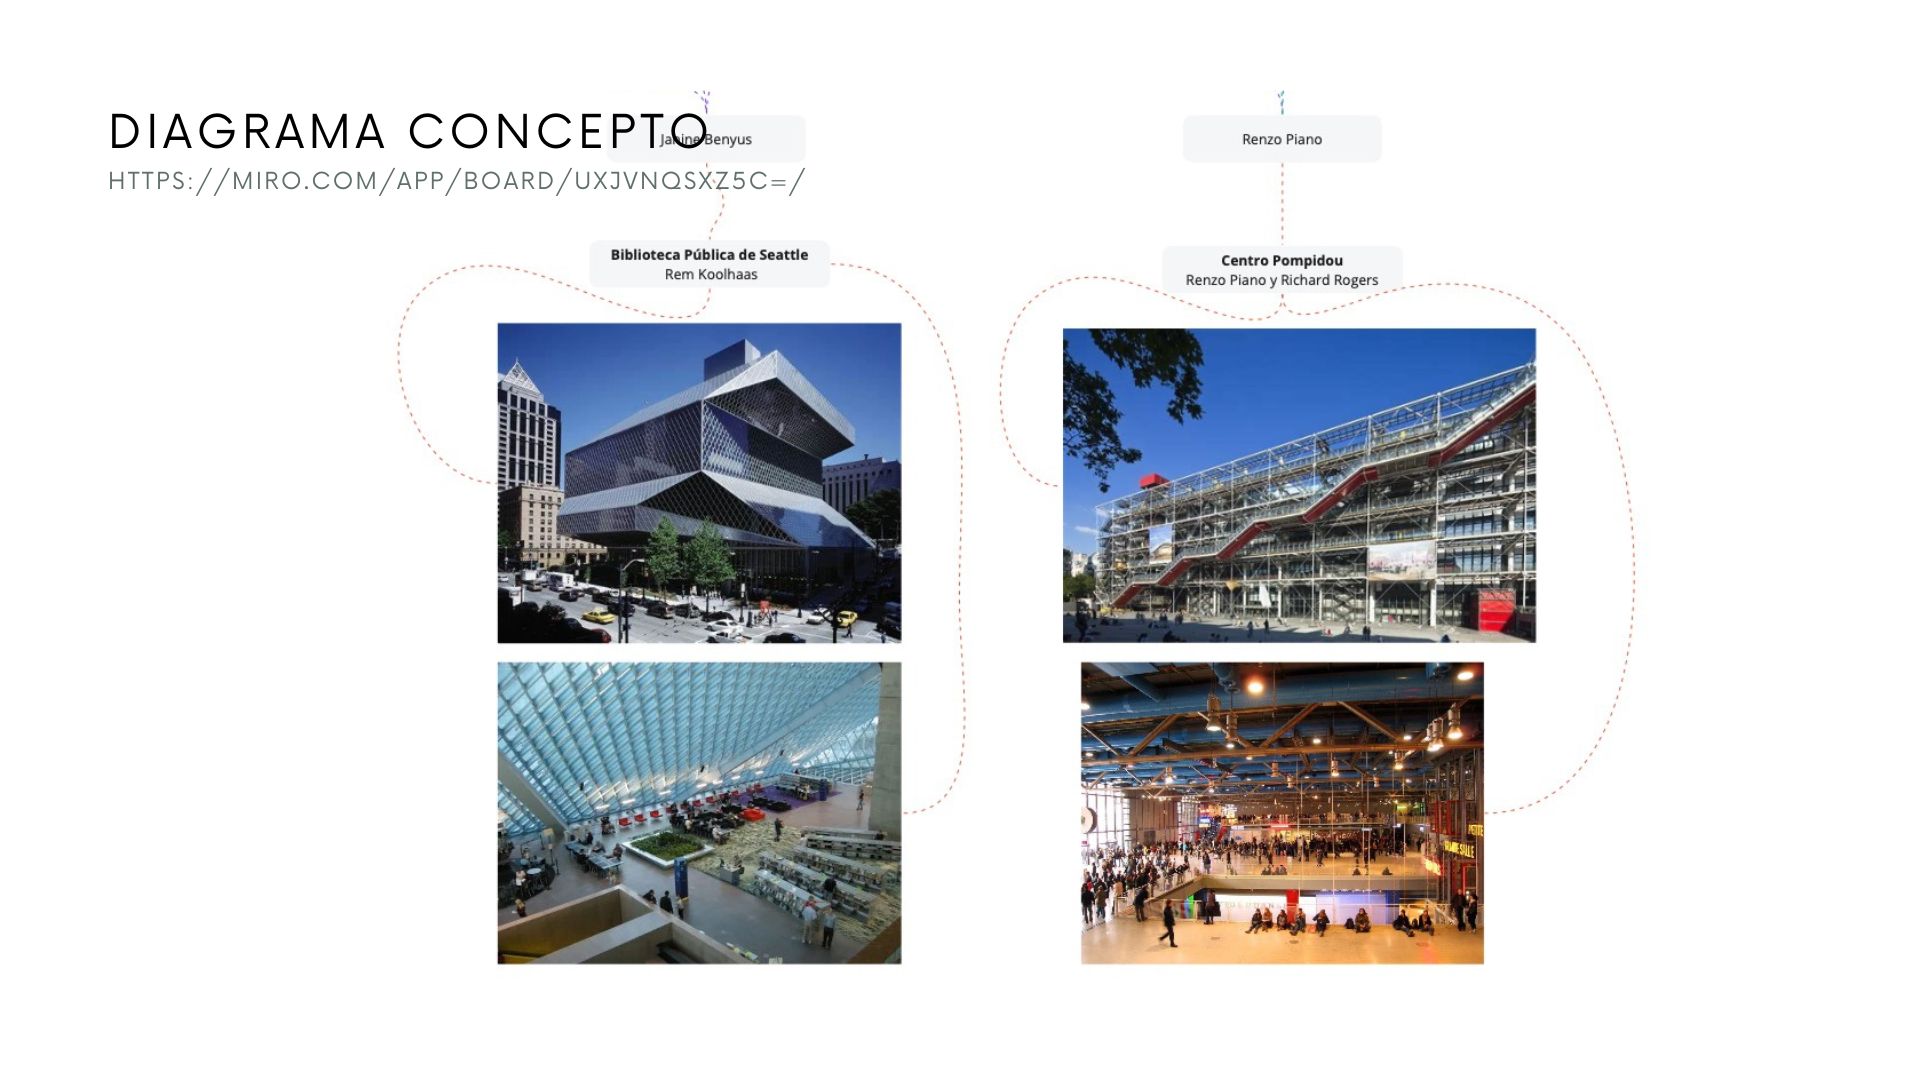 DIAGRAMA CONCEPTO
HTTPS://MIRO.COM/APP/BOARD/UXJVNQSXZ5C=/
Janine Benyus
Renzo Piano
Biblioteca Pública de Seattle
Rem Koolhaas
Centro Pompidou
Renzo Piano y Richard Rogers